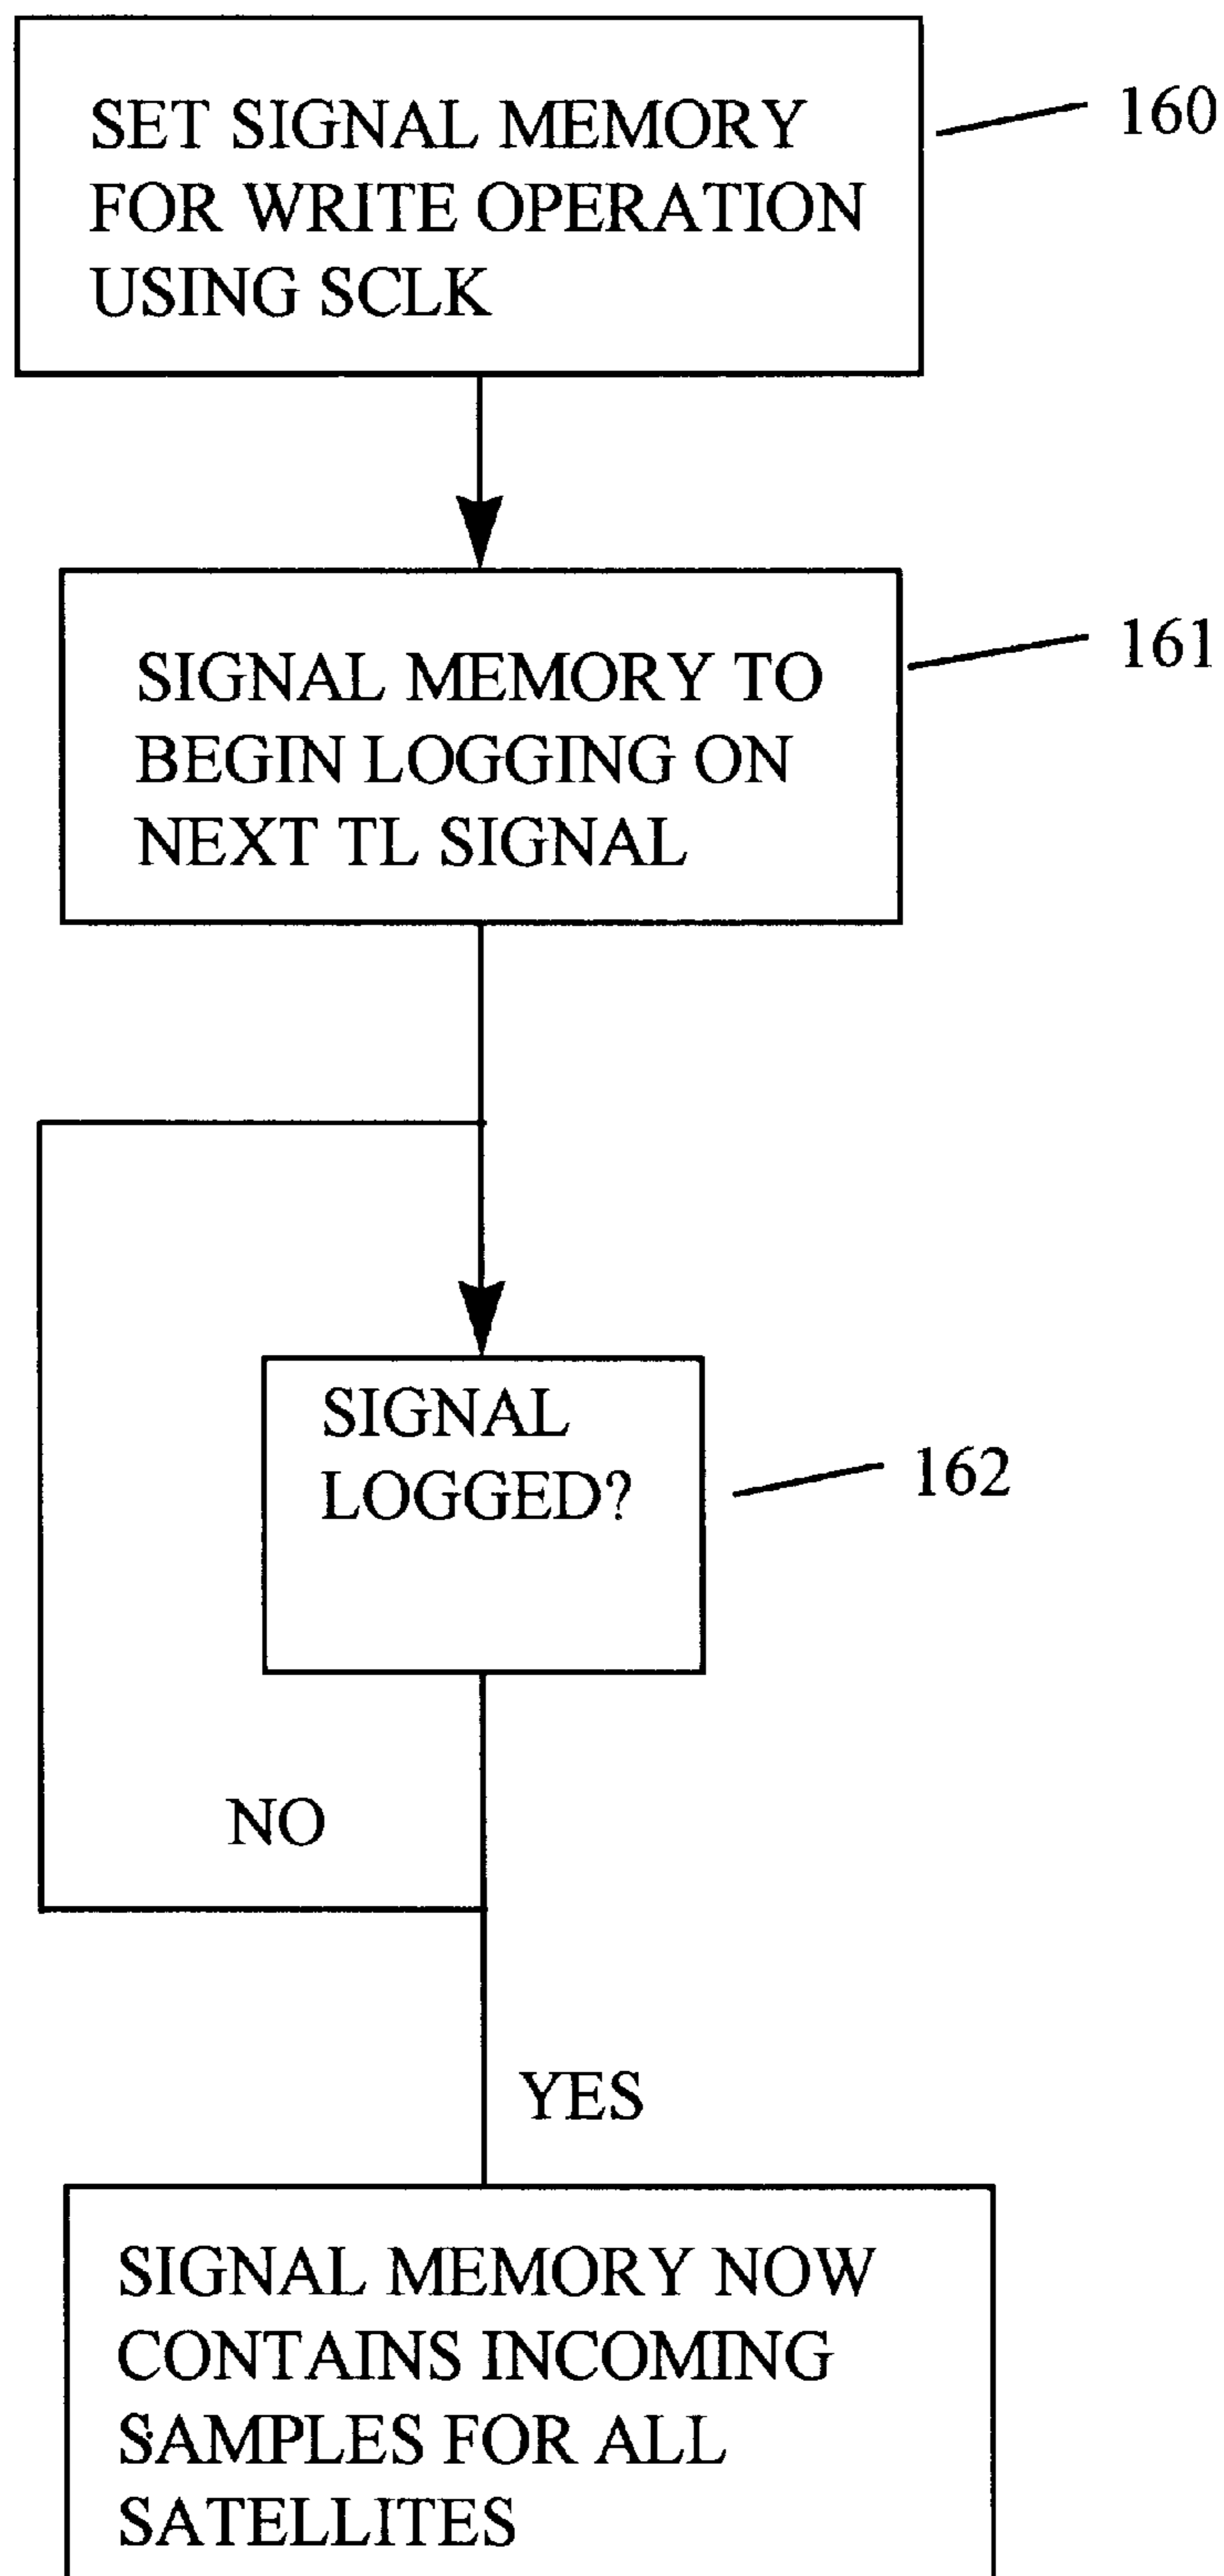 SET SIGNAL MEMORY
FOR WRITE OPERATION
USING SCLK
160
SIGNAL MEMORY TO
BEGIN LOGGING ON
NEXT TL SIGNAL
161
SIGNAL
LOGGED?
162
NO
YES
SIGNAL MEMORY NOW
CONTAINS INCOMING
SAMPLES FOR ALL
SATELLITES